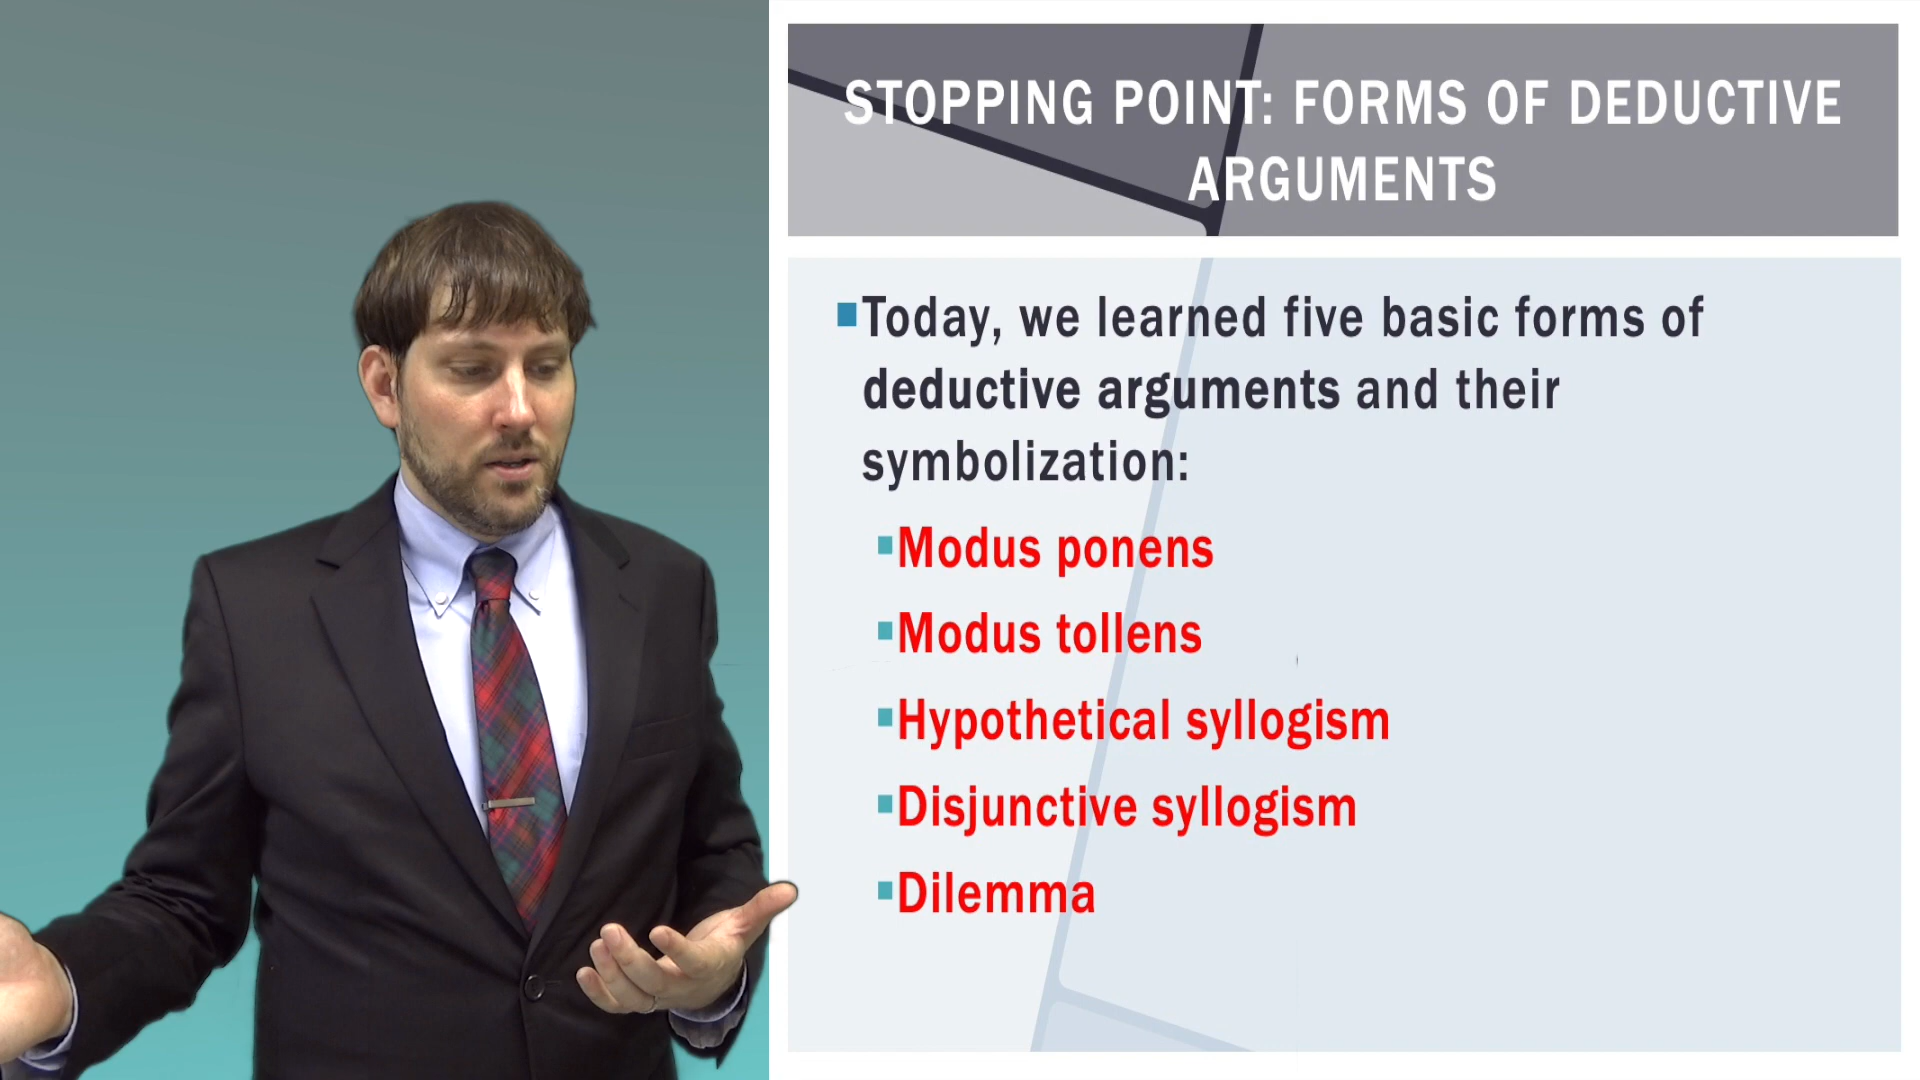 STOPPING POINT: FORMS OF DEDUCTIVE
ARGUMENTS
Today, we learned five basic forms of
deductive arguments and their
symbolization:
Modus ponens
Modus tollens
Hypothetical syllogism
Disjunctive syllogism
Dilemma